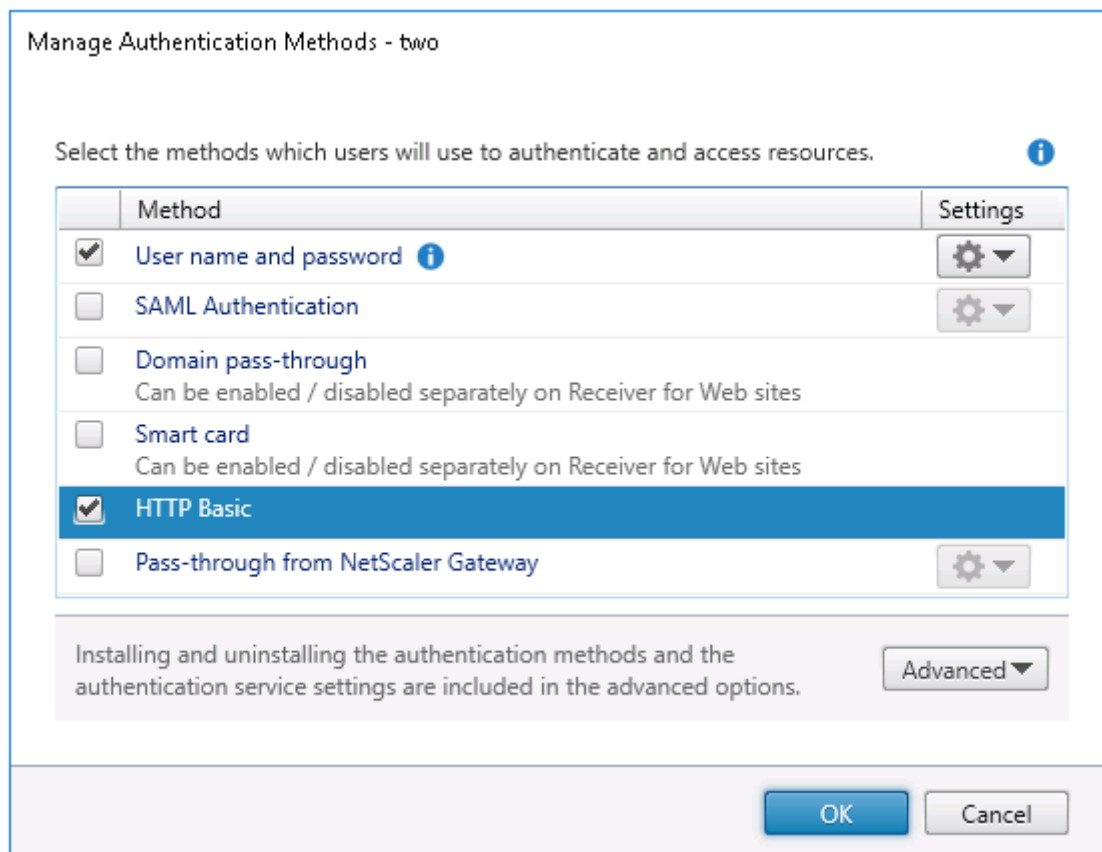 Manage Authentication Methods - two
Select the methods which users will use to authenticate and access resources.
Method Settings
User name and password
SAML Authentication
Domain pass-through
Can be enabled / disabled separately on Receiver for Web sites
Smart card
Can be enabled / disabled separately on Receiver for Web sites
HTTP Basic
Pass-through from NetScaler Gateway
Installing and uninstalling the authentication methods and the
authentication service settings are included in the advanced options.
Advanced
OK Cancel